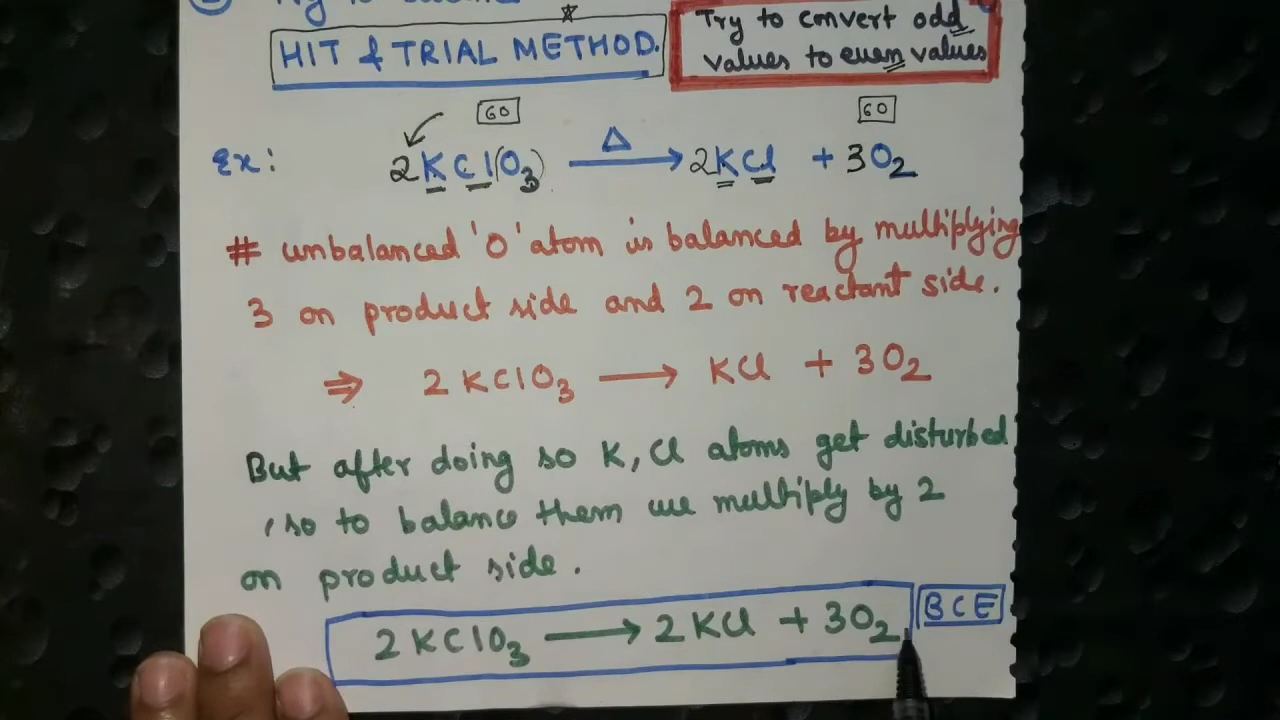 HIT & TRIAL METHOD.
Try to convert odd
values to even values
60
60
Ex: 2KClO₃ Δ→ 2KCl + 3O₂
# unbalanced 'O' atom is balanced by multiplying
3 on product side and 2 on reactant side.
⇒ 2KClO₃ → KCl + 3O₂
But after doing so K, Cl atoms get disturbed
, so to balance them we multiply by 2
on product side.
2KClO₃ → 2KCl + 3O₂
BCE